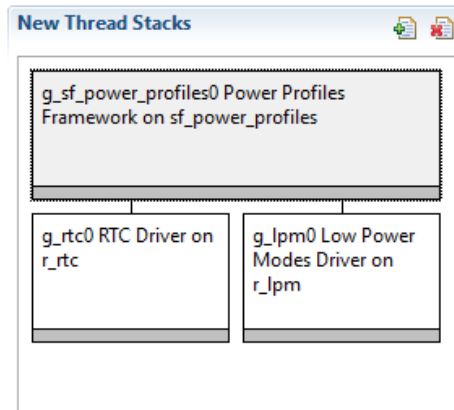 New Thread Stacks
g_sf_power_profiles0 Power Profiles
Framework on sf_power_profiles
g_rtc0 RTC Driver on
r_rtc
g_lpm0 Low Power
Modes Driver on
r_lpm